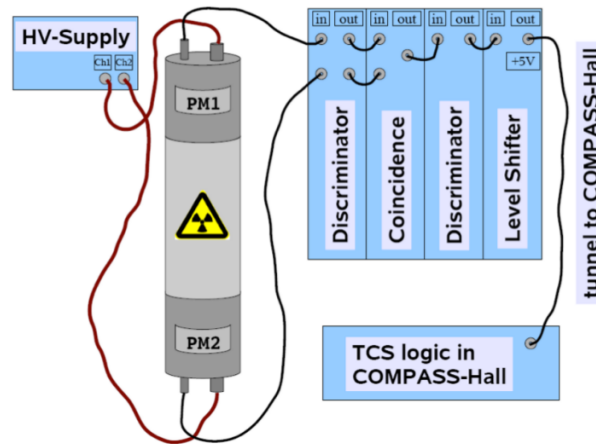 HV-Supply
Ch1 Ch2
PM1
PM2
in out in out in out in out
+5V
Discriminator
Coincidence
Discriminator
Level Shifter
tunnel to COMPASS-Hall
TCS logic in
COMPASS-Hall